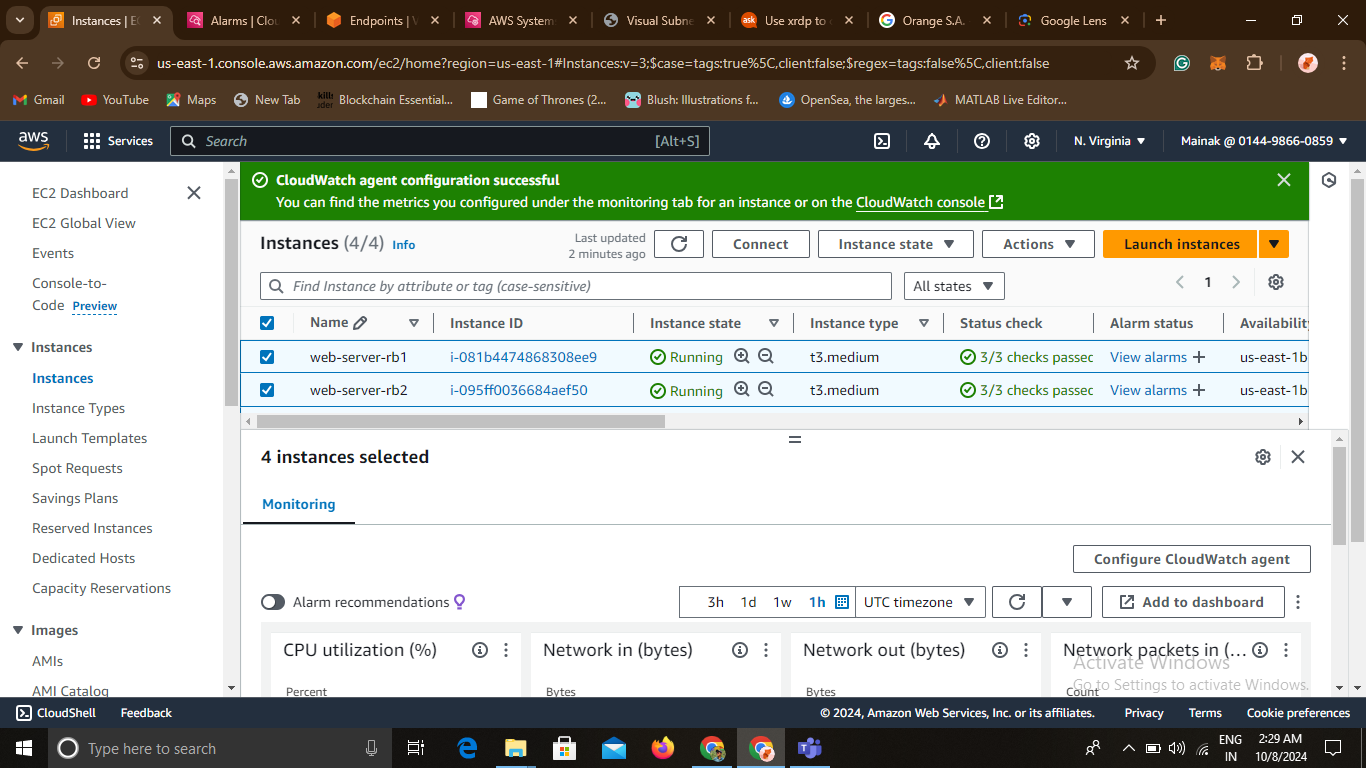 Instances | EC
Alarms | Clou
Endpoints | V
AWS System
Visual Subne
ask
Use xrdp to c
Orange S.A.
Google Lens
us-east-1.console.aws.amazon.com/ec2/home?region=us-east-1#Instances:v=3;$case=tags:true%5C,client:false;$regex=tags:false%5C,client:false
Gmail
YouTube
Maps
New Tab
Blockchain Essential...
Game of Thrones (2...
Blush: Illustrations f...
OpenSea, the larges...
MATLAB Live Editor...
aws
Services
Search
[Alt+S]
N. Virginia
Mainak @ 0144-9866-0859
EC2 Dashboard
EC2 Global View
Events
Console-to-
Code Preview
Instances
Instances
Instance Types
Launch Templates
Spot Requests
Savings Plans
Reserved Instances
Dedicated Hosts
Capacity Reservations
Images
AMIs
AMI Catalog
CloudWatch agent configuration successful
You can find the metrics you configured under the monitoring tab for an instance or on the CloudWatch console
Instances (4/4) Info
Last updated
2 minutes ago
Connect
Instance state
Actions
Launch instances
Find Instance by attribute or tag (case-sensitive)
All states
1
Name
Instance ID
Instance state
Instance type
Status check
Alarm status
Availability
web-server-rb1 i-081b4474868308ee9 Running t3.medium 3/3 checks passec View alarms + us-east-1b
web-server-rb2 i-095ff0036684aef50 Running t3.medium 3/3 checks passec View alarms + us-east-1b
4 instances selected
Monitoring
Configure CloudWatch agent
Alarm recommendations
3h 1d 1w 1h
UTC timezone
Add to dashboard
CPU utilization (%)
Network in (bytes)
Network out (bytes)
Network packets in (...
Percent
Bytes
Bytes
Count
Activate Windows
Go to Settings to activate Windows.
CloudShell
Feedback
© 2024, Amazon Web Services, Inc. or its affiliates.
Privacy
Terms
Cookie preferences
Type here to search
ENG
IN
2:29 AM
10/8/2024